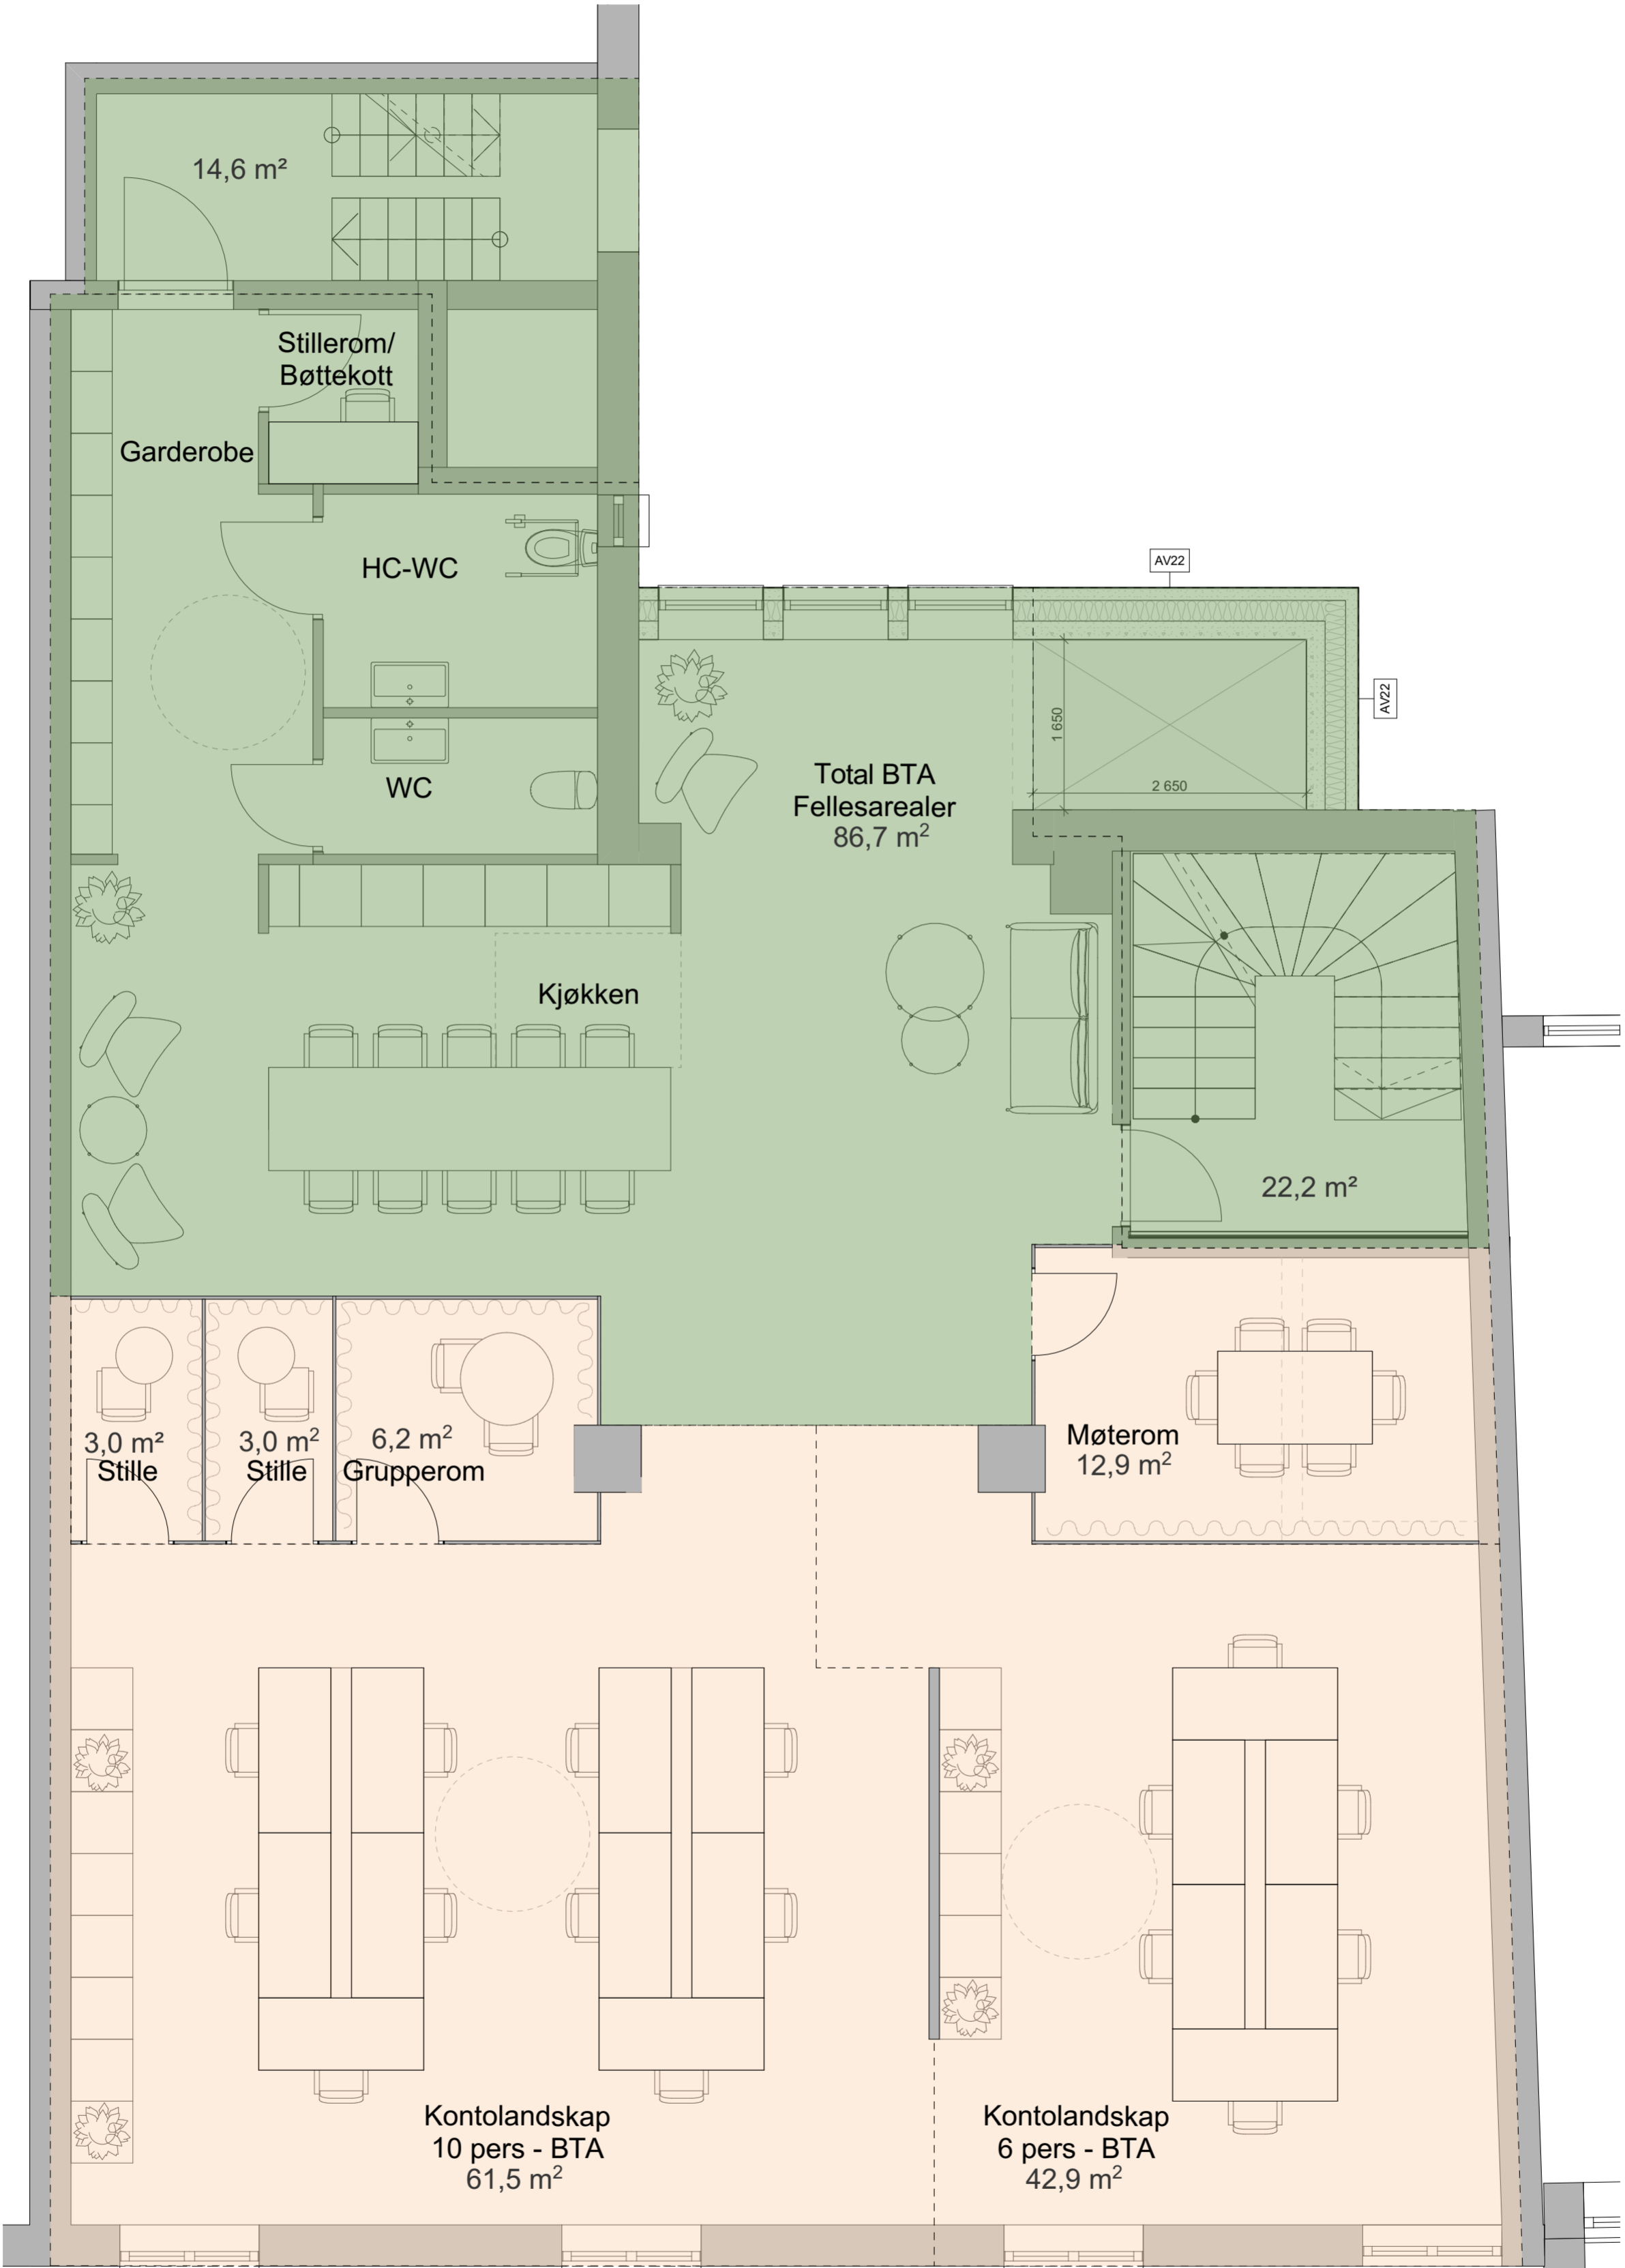 14,6 m²
Stillerom/
Bøttekott
Garderobe
HC-WC
AV22
AV22
1 650
2 650
WC
Total BTA
Fellesarealer
86,7 m²
Kjøkken
22,2 m²
3,0 m²
Stille
3,0 m²
Stille
6,2 m²
Grupperom
Møterom
12,9 m²
Kontolandskap
10 pers - BTA
61,5 m²
Kontolandskap
6 pers - BTA
42,9 m²